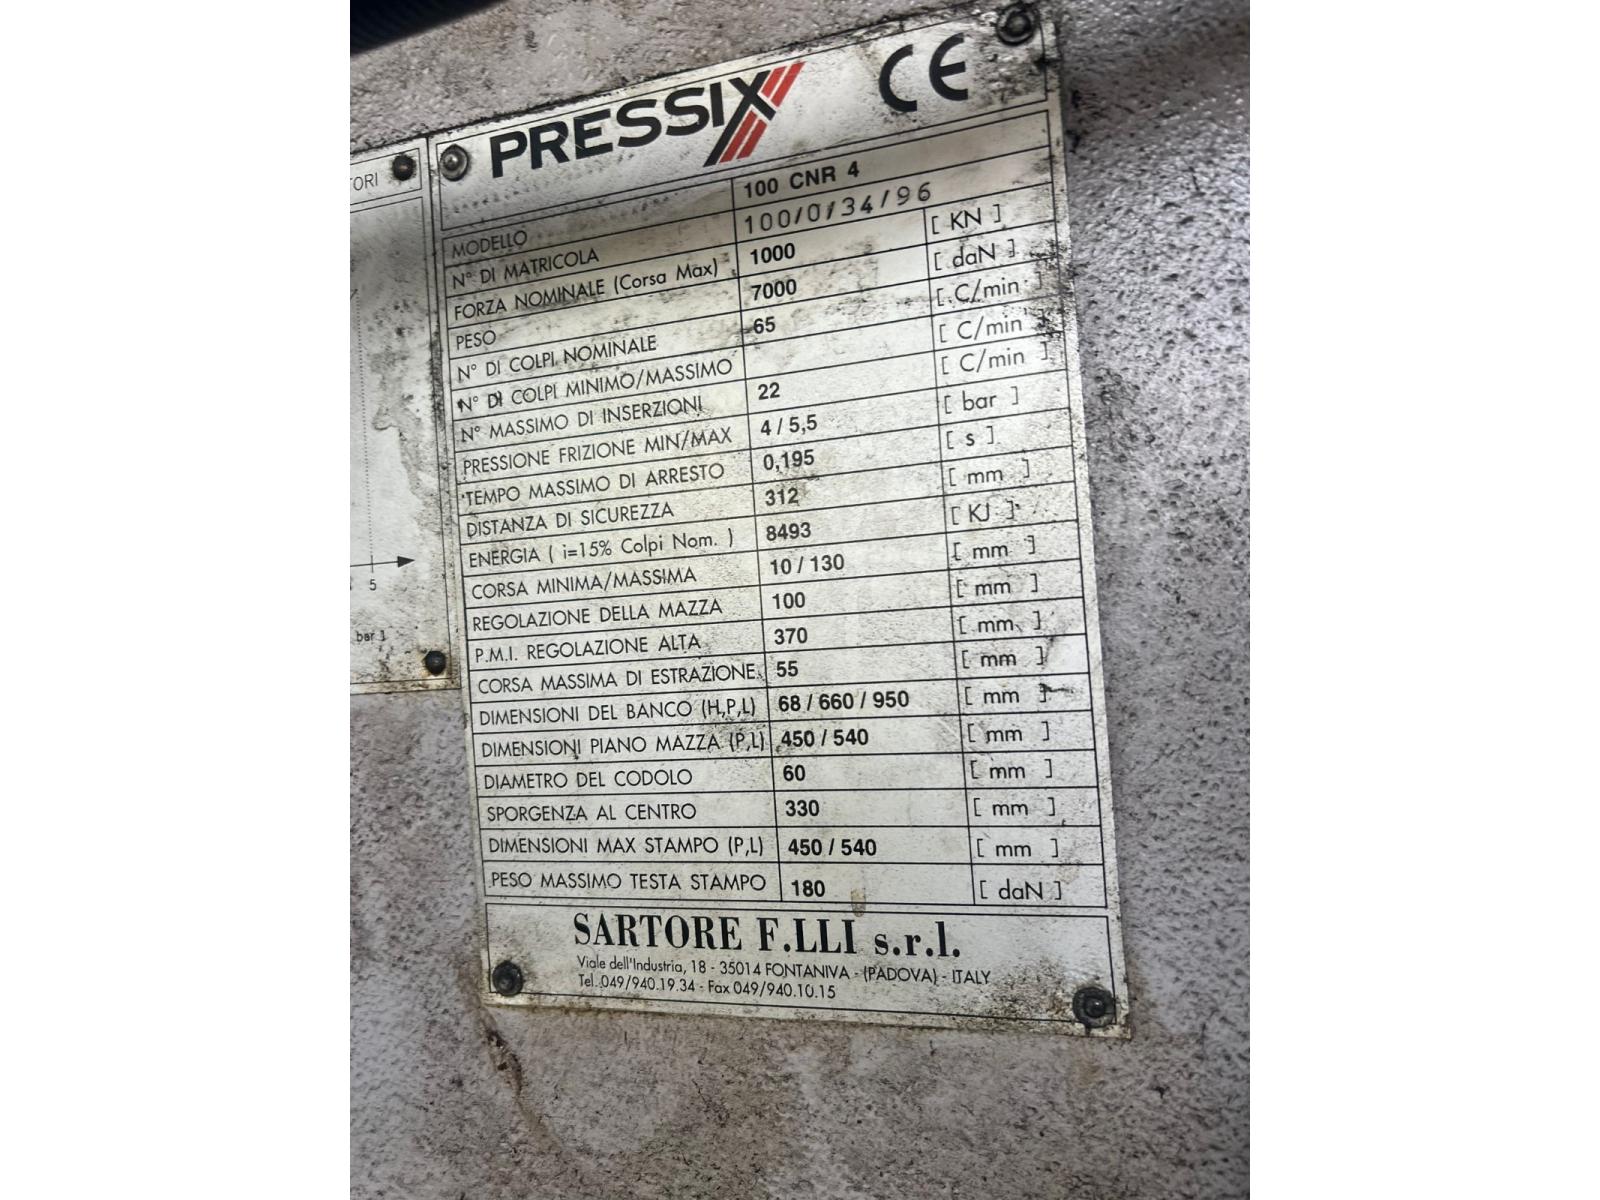 PRESSIX CE
MODELLO 100 CNR 4
N° DI MATRICOLA 100/0/34/96
FORZA NOMINALE (Corsa Max) 1000 [ KN ]
PESO 7000 [ daN ]
N° DI COLPI NOMINALE 65 [ C/min ]
N° DI COLPI MINIMO/MASSIMO [ C/min ]
N° MASSIMO DI INSERZIONI 22 [ C/min ]
PRESSIONE FRIZIONE MIN/MAX 4 / 5,5 [ bar ]
TEMPO MASSIMO DI ARRESTO 0,195 [ s ]
DISTANZA DI SICUREZZA 312 [ mm ]
ENERGIA ( i=15% Colpi Nom. ) 8493 [ KJ ]
CORSA MINIMA/MASSIMA 10 / 130 [ mm ]
REGOLAZIONE DELLA MAZZA 100 [ mm ]
P.M.I. REGOLAZIONE ALTA 370 [ mm ]
CORSA MASSIMA DI ESTRAZIONE 55 [ mm ]
DIMENSIONI DEL BANCO (H,P,L) 68 / 660 / 950 [ mm ]
DIMENSIONI PIANO MAZZA (P,L) 450 / 540 [ mm ]
DIAMETRO DEL CODOLO 60 [ mm ]
SPORGENZA AL CENTRO 330 [ mm ]
DIMENSIONI MAX STAMPO (P,L) 450 / 540 [ mm ]
PESO MASSIMO TESTA STAMPO 180 [ daN ]
SARTORE F.LLI s.r.l.
Viale dell'Industria, 18 - 35014 FONTANIVA - (PADOVA) - ITALY
Tel. 049/940.19.34 - Fax 049/940.10.15
TORI
5
bar ]